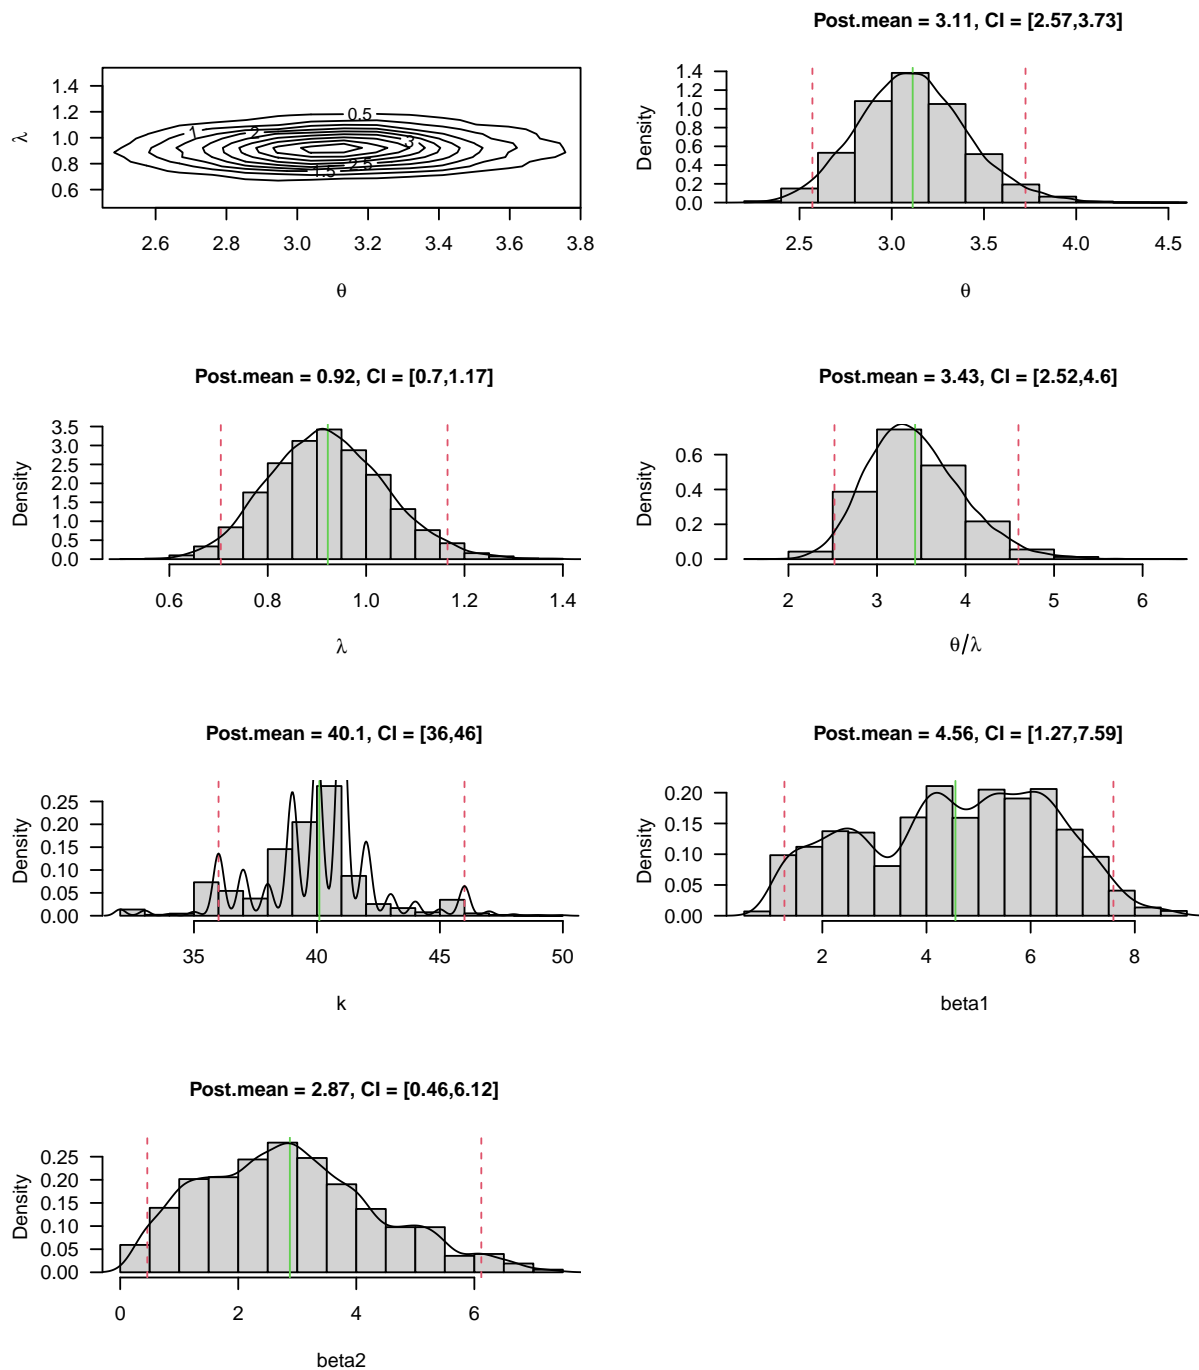 Post.mean = 3.11, CI = [2.57,3.73]
λ
1.4
1.2
1.0
0.8
0.6
0.5
1
2
3
2.5
1.5
2.6 2.8 3.0 3.2 3.4 3.6 3.8
θ
Density
1.4
1.2
1.0
0.8
0.6
0.4
0.2
0.0
2.5 3.0 3.5 4.0 4.5
θ
Post.mean = 0.92, CI = [0.7,1.17]
Density
3.5
3.0
2.5
2.0
1.5
1.0
0.5
0.0
0.6 0.8 1.0 1.2 1.4
λ
Post.mean = 3.43, CI = [2.52,4.6]
Density
0.6
0.4
0.2
0.0
2 3 4 5 6
θ/λ
Post.mean = 40.1, CI = [36,46]
Density
0.25
0.20
0.15
0.10
0.05
0.00
35 40 45 50
k
Post.mean = 4.56, CI = [1.27,7.59]
Density
0.20
0.15
0.10
0.05
0.00
2 4 6 8
beta1
Post.mean = 2.87, CI = [0.46,6.12]
Density
0.25
0.20
0.15
0.10
0.05
0.00
0 2 4 6
beta2